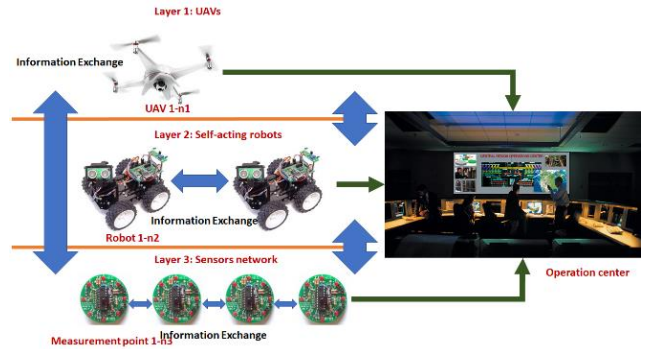 Layer 1: UAVs
Information Exchange
UAV 1-n1
Layer 2: Self-acting robots
Information Exchange
Robot 1-n2
Layer 3: Sensors network
Operation center
Information Exchange
Measurement point 1-n3